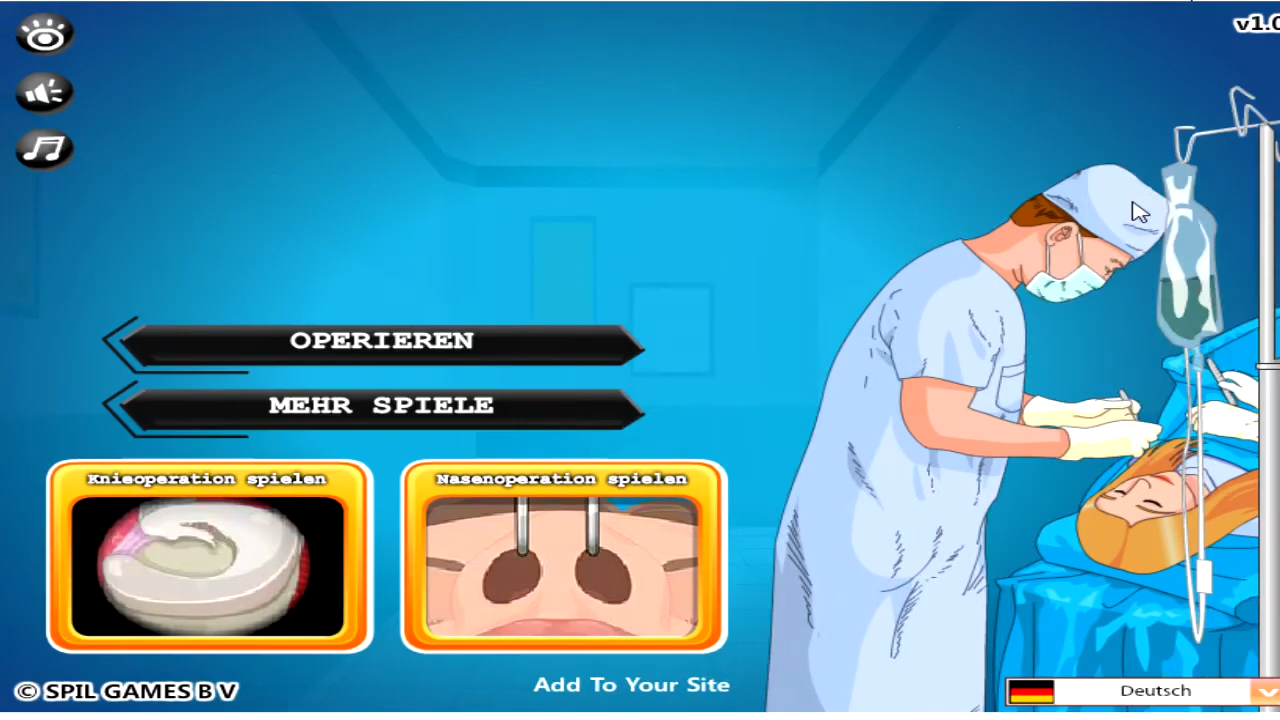 v1.0
OPERIEREN
MEHR SPIELE
Knieoperation spielen
Nasenoperation spielen
© SPIL GAMES B V
Add To Your Site
Deutsch